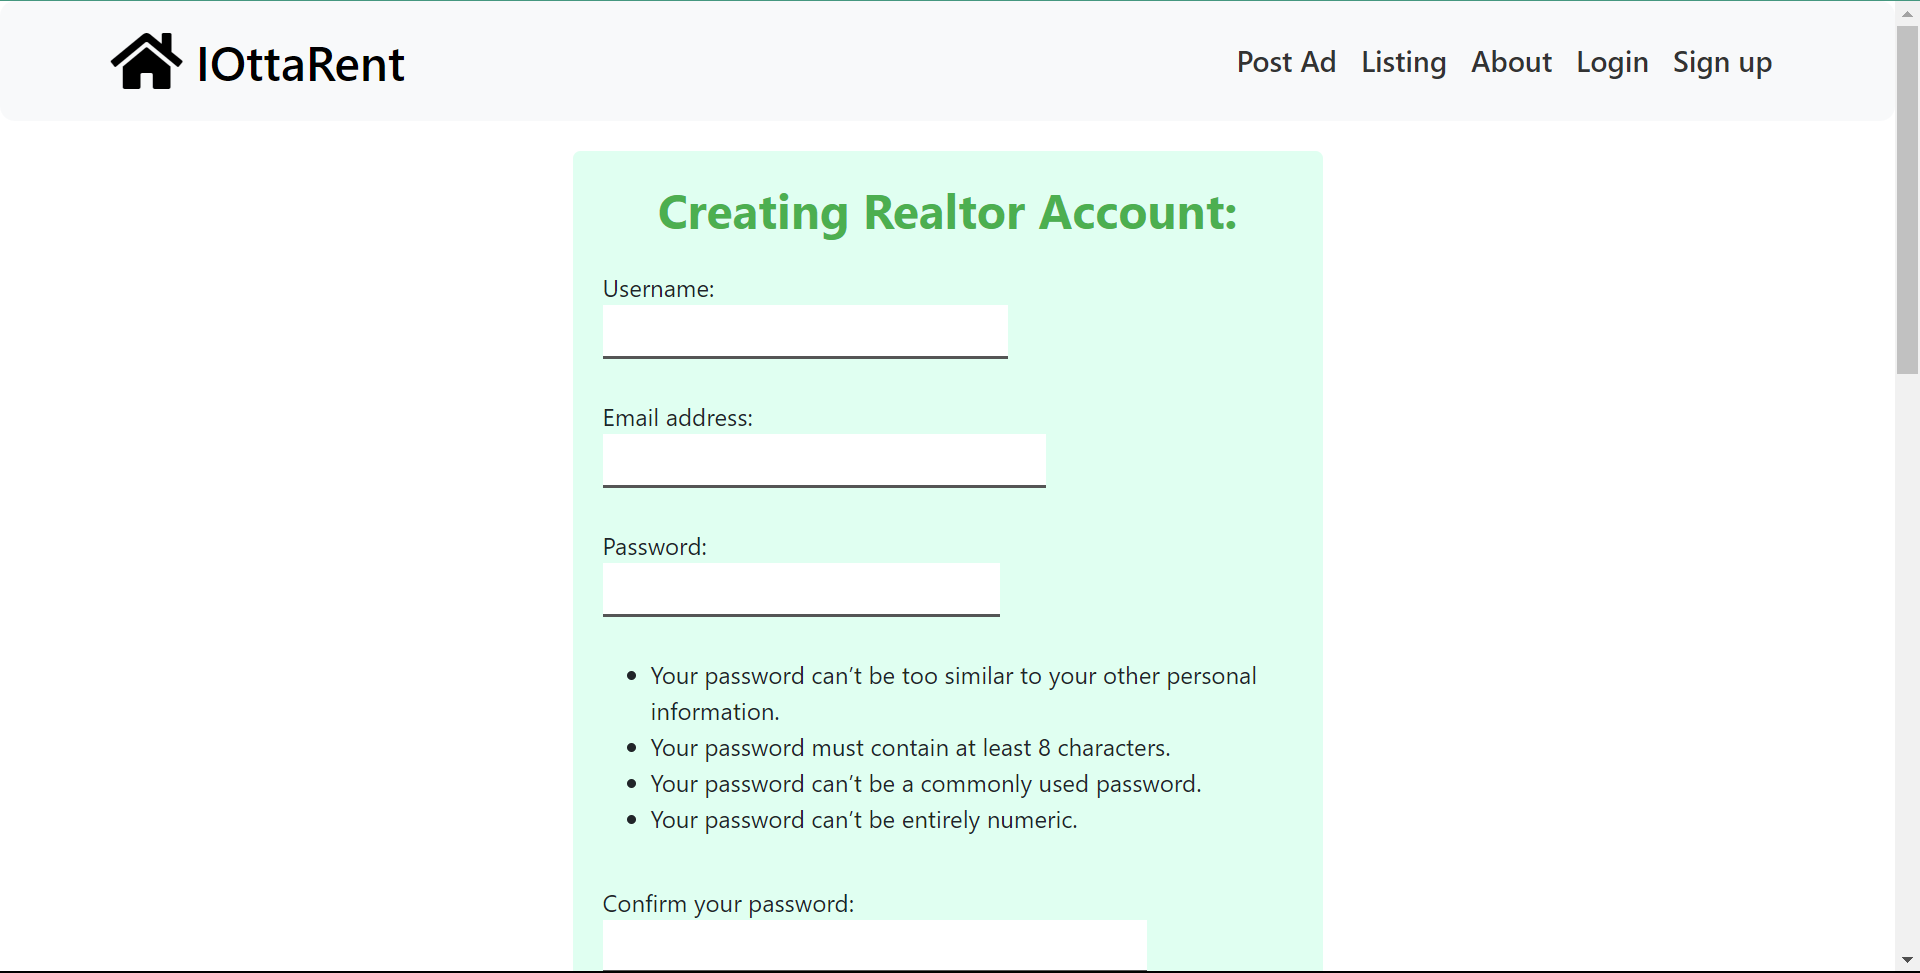 IOttaRent
Post Ad Listing About Login Sign up
Creating Realtor Account:
Username:
Email address:
Password:
Your password can’t be too similar to your other personal
information.
Your password must contain at least 8 characters.
Your password can’t be a commonly used password.
Your password can’t be entirely numeric.
Confirm your password: